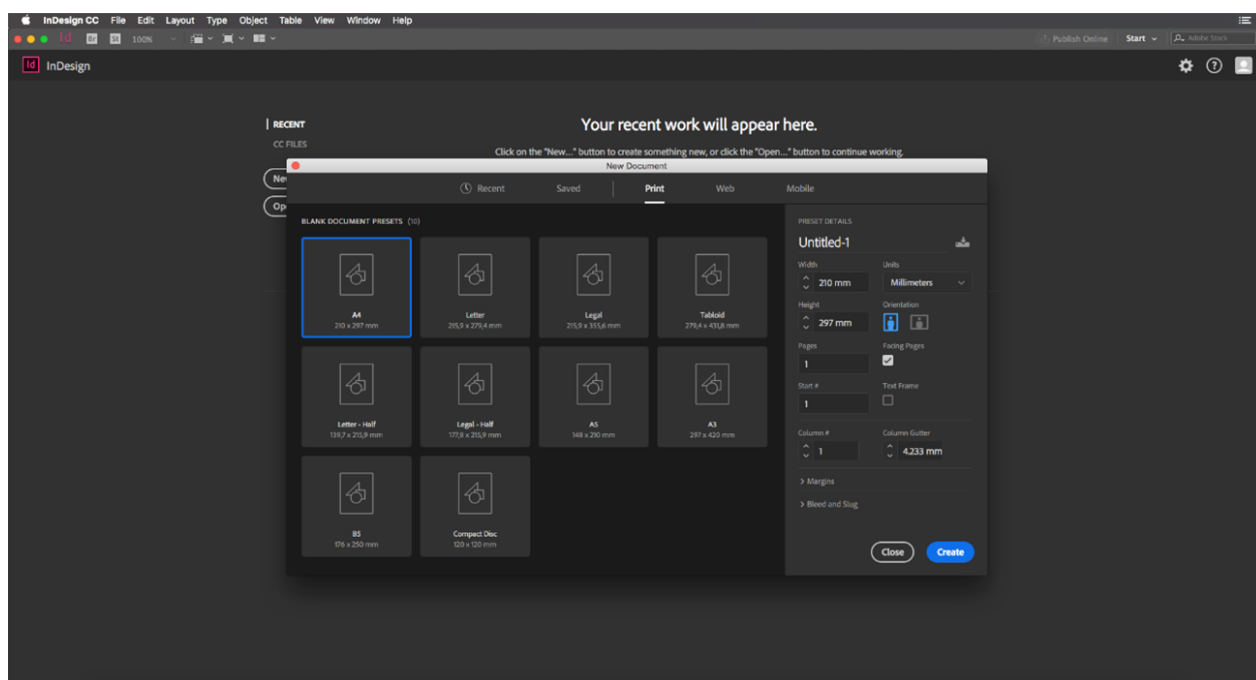 InDesign CC File Edit Layout Type Object Table View Window Help
Id Br St 100% Publish Online Start Adobe Stock
Id InDesign
RECENT
CC FILES
Your recent work will appear here.
Click on the "New..." button to create something new, or click the "Open..." button to continue working.
New Document
Recent Saved Print Web Mobile
BLANK DOCUMENT PRESETS (10)
A4
210 x 297 mm
Letter
215,9 x 279,4 mm
Legal
215,9 x 355,6 mm
Tabloid
279,4 x 431,8 mm
Letter - Half
139,7 x 215,9 mm
Legal - Half
177,8 x 215,9 mm
A5
148 x 210 mm
A3
297 x 420 mm
B5
176 x 250 mm
Compact Disc
120 x 120 mm
PRESET DETAILS
Untitled-1
Width Units
210 mm Millimeters
Height Orientation
297 mm
Pages Facing Pages
1
Start # Text Frame
1
Column # Column Gutter
1 4.233 mm
> Margins
> Bleed and Slug
Close Create